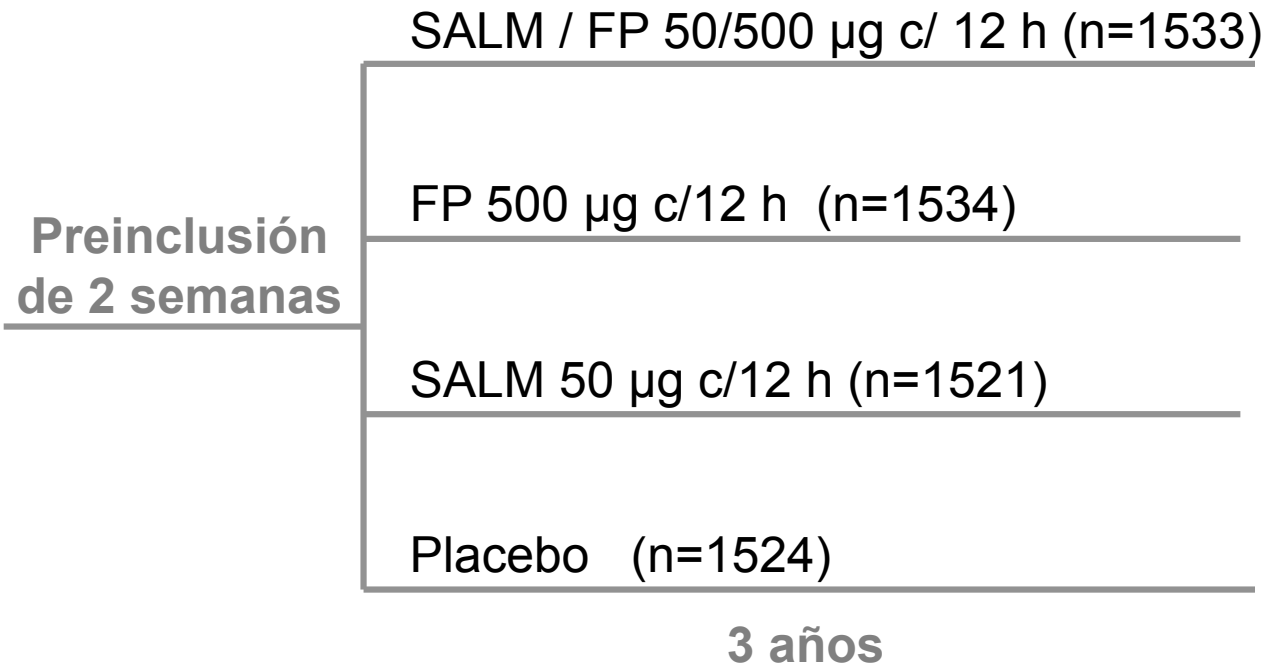 SALM / FP 50/500 µg c/ 12 h (n=1533)
FP 500 µg c/12 h (n=1534)
Preinclusión
de 2 semanas
SALM 50 µg c/12 h (n=1521)
Placebo (n=1524)
3 años